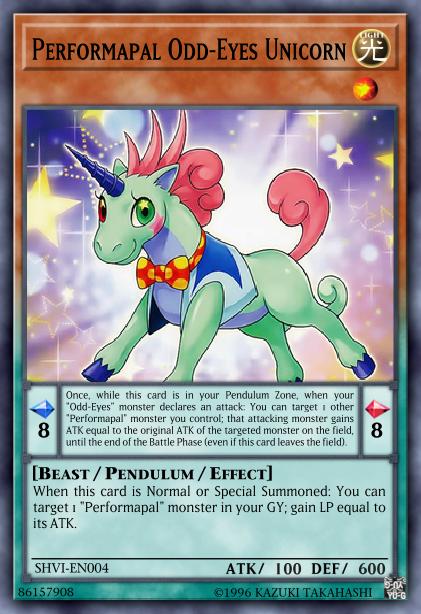 PERFORMAPAL ODD-EYES UNICORN
LIGHT
光
Once, while this card is in your Pendulum Zone, when your
"Odd-Eyes" monster declares an attack: You can target 1 other
"Performapal" monster you control; that attacking monster gains
ATK equal to the original ATK of the targeted monster on the field,
until the end of the Battle Phase (even if this card leaves the field).
8
8
[BEAST / PENDULUM / EFFECT]
When this card is Normal or Special Summoned: You can
target 1 "Performapal" monster in your GY; gain LP equal to
its ATK.
SHVI-EN004
ATK/ 100 DEF/ 600
86157908
©1996 KAZUKI TAKAHASHI